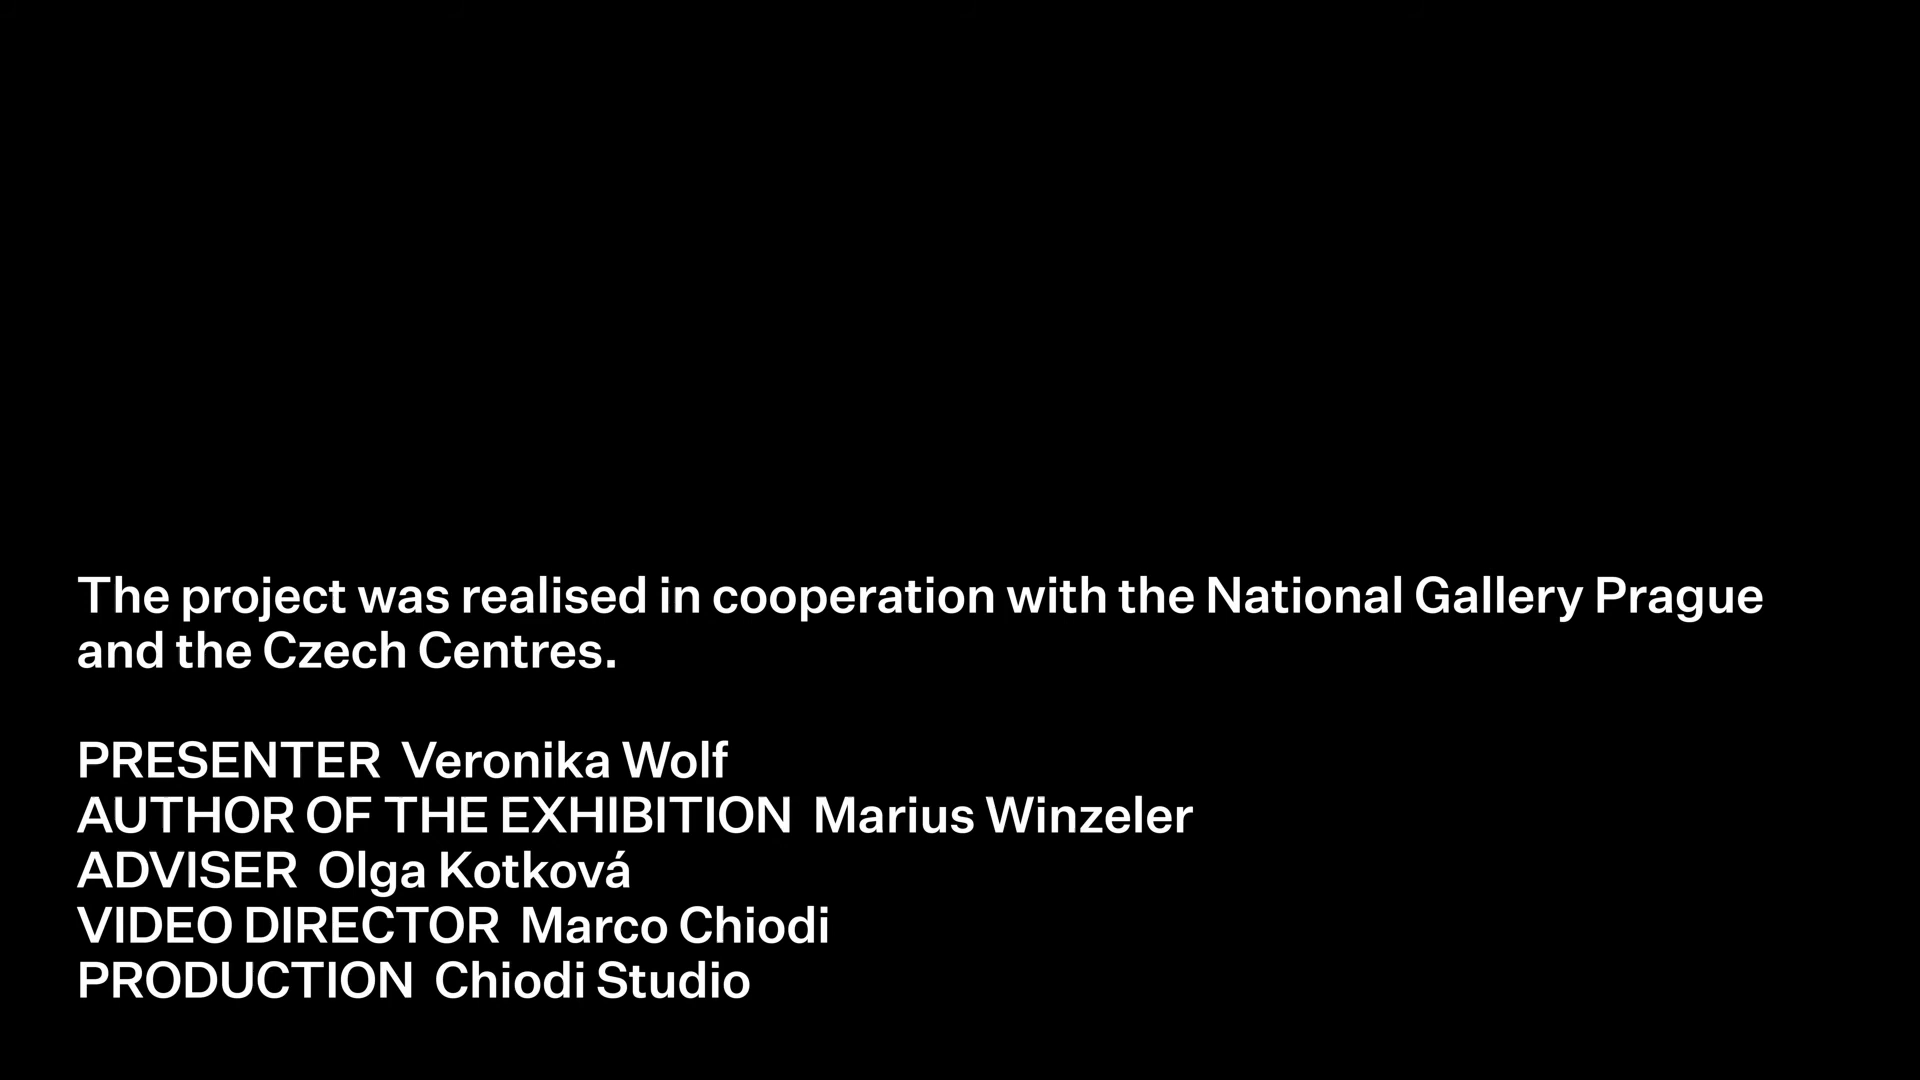 The project was realised in cooperation with the National Gallery Prague
and the Czech Centres.
PRESENTER Veronika Wolf
AUTHOR OF THE EXHIBITION Marius Winzeler
ADVISER Olga Kotková
VIDEO DIRECTOR Marco Chiodi
PRODUCTION Chiodi Studio